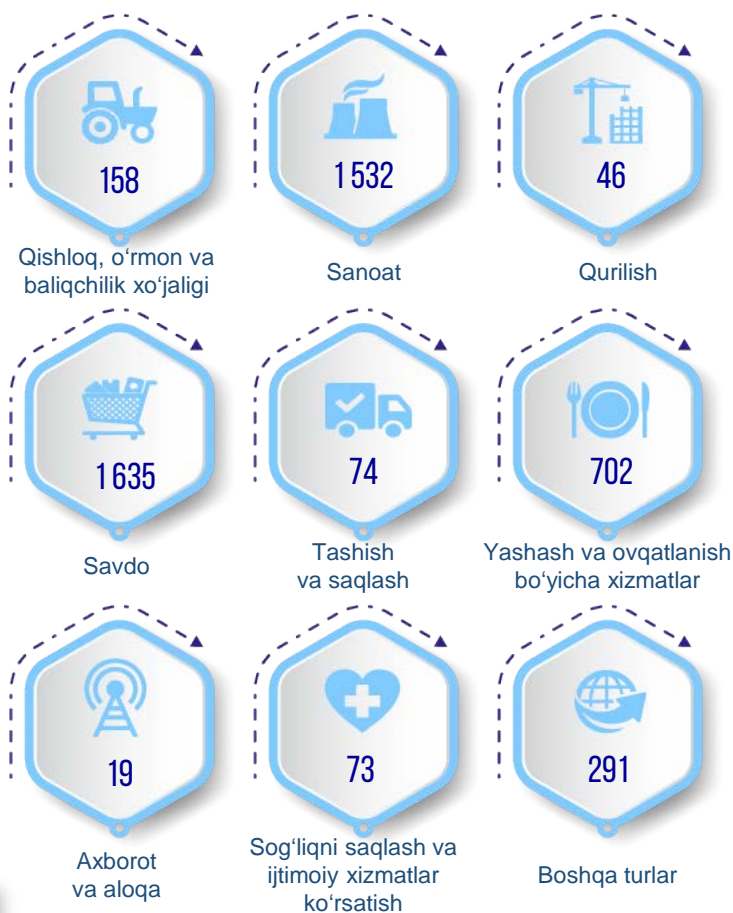 158
Qishloq, o‘rmon va
baliqchilik xo‘jaligi
1 532
Sanoat
46
Qurilish
1 635
Savdo
74
Tashish
va saqlash
702
Yashash va ovqatlanish
bo‘yicha xizmatlar
19
Axborot
va aloqa
73
Sog‘liqni saqlash va
ijtimoiy xizmatlar
ko‘rsatish
291
Boshqa turlar